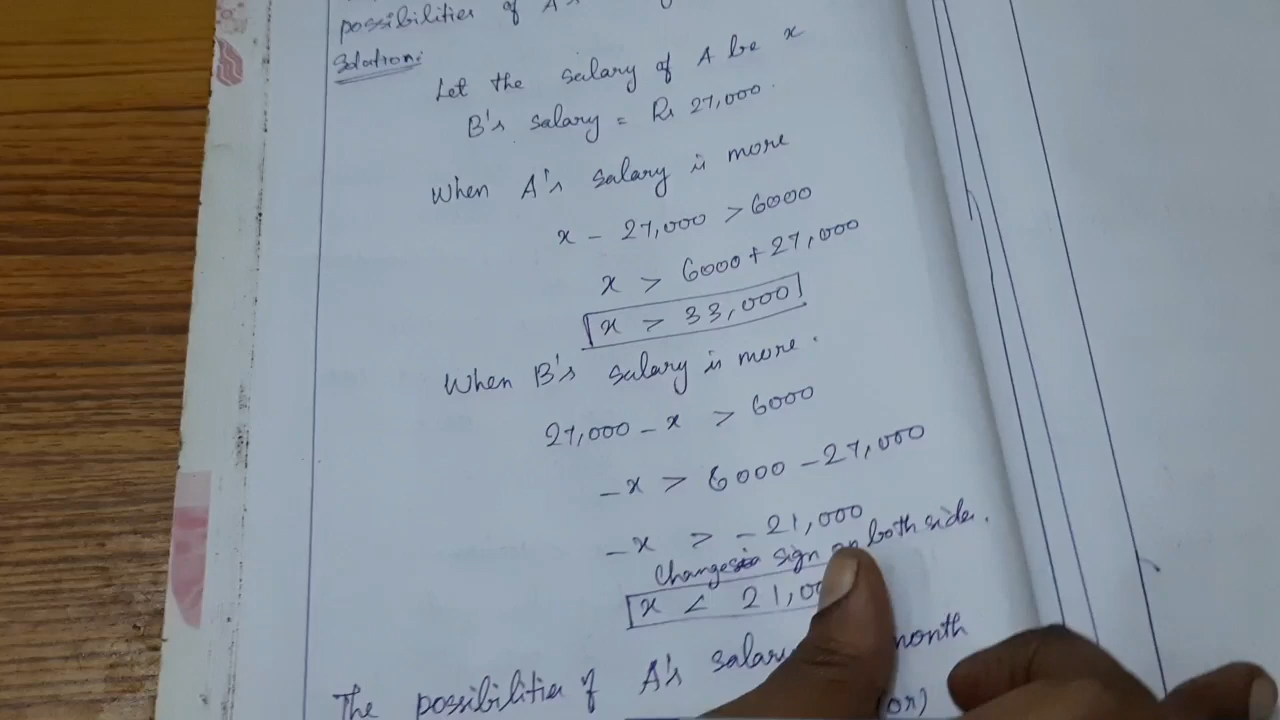 possibilities of A's
Solution:
Let the salary of A be x
B's salary = Rs 27,000.
When A's salary is more
x - 27,000 > 6000
x > 6000 + 27,000
x > 33,000
When B's salary is more.
27,000 - x > 6000
-x > 6000 - 27,000
-x > - 21,000
Changes sign on both side.
x < 21,0
The possibilities of A's salary month
(or)